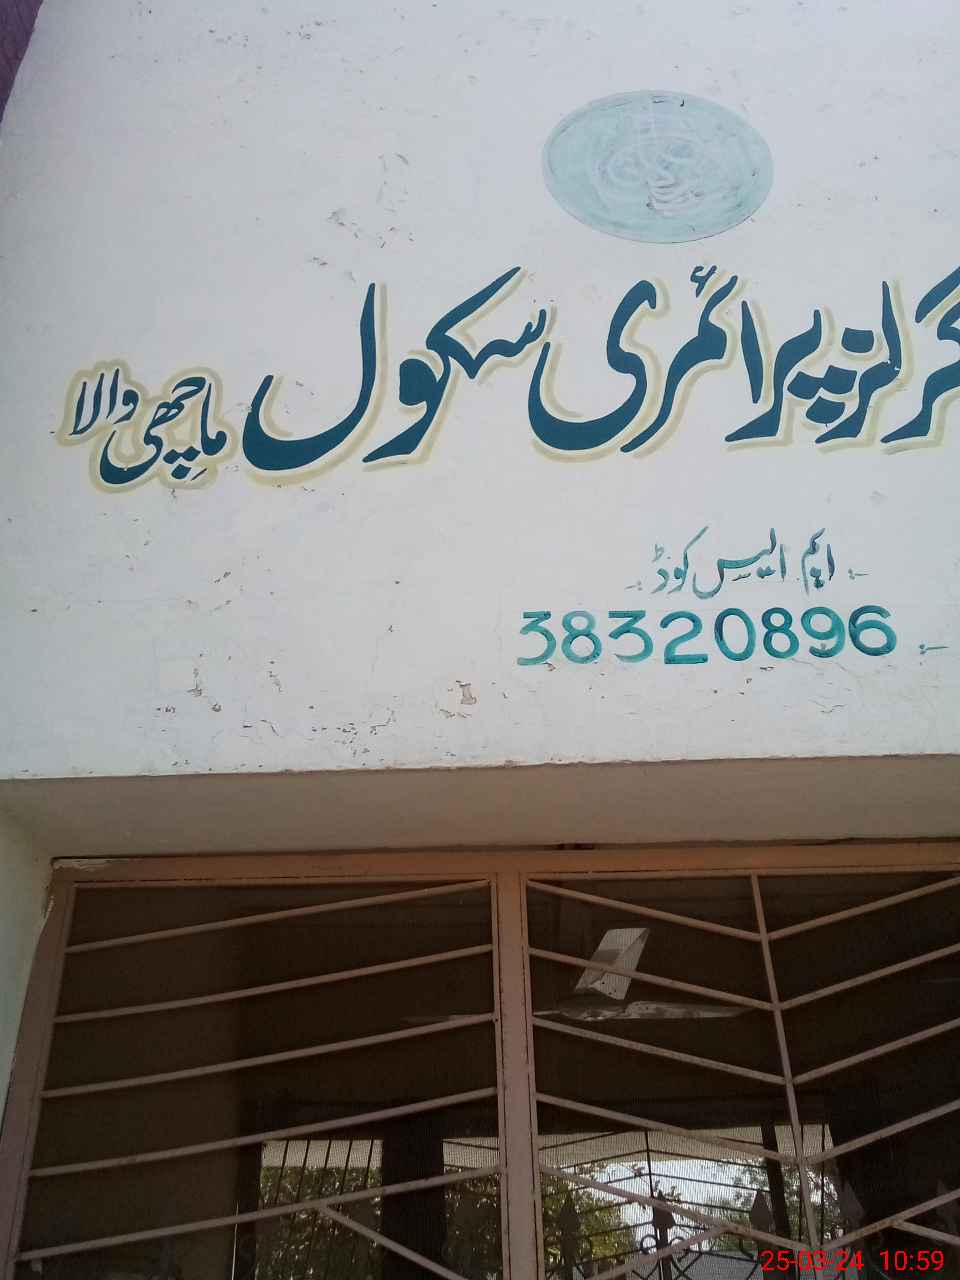 گرلز پرائمری سکول ماچھی والا
ایم ایس کوڈ :-
38320896 :-
25-03-24 10:59